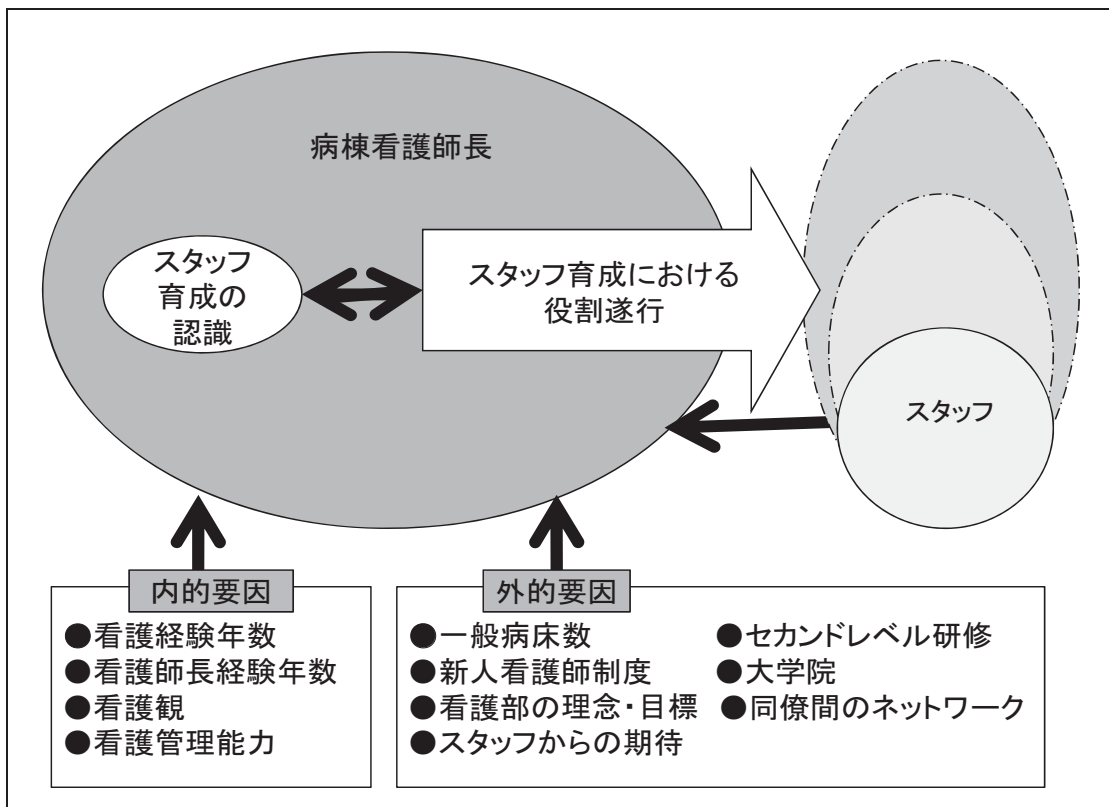 病棟看護師長
スタッフ
育成の
認識
スタッフ育成における
役割遂行
スタッフ
内的要因
●看護経験年数
●看護師長経験年数
●看護観
●看護管理能力
外的要因
●一般病床数
●新人看護師制度
●看護部の理念・目標
●スタッフからの期待
●セカンドレベル研修
●大学院
●同僚間のネットワーク